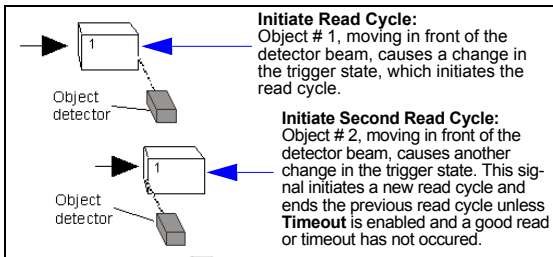 Initiate Read Cycle:
Object # 1, moving in front of the
detector beam, causes a change in
the trigger state, which initiates the
read cycle.
1
Object
detector
Initiate Second Read Cycle:
Object # 2, moving in front of the
detector beam, causes another
change in the trigger state. This sig-
nal initiates a new read cycle and
ends the previous read cycle unless
Timeout is enabled and a good read
or timeout has not occured.
1
Object
detector